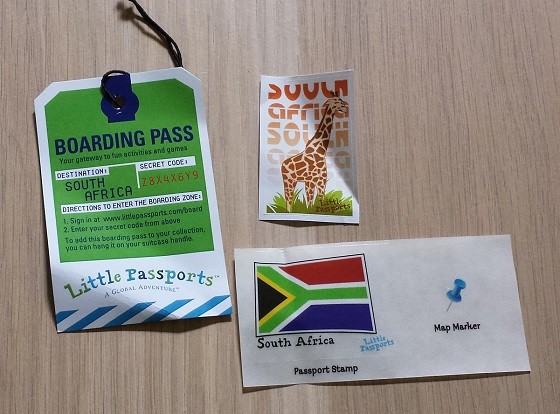 BOARDING PASS
Your gateway to fun activities and games
DESTINATION:
SOUTH
AFRICA
SECRET CODE:
Z8X4X6Y9
DIRECTIONS TO ENTER THE BOARDING ZONE:
1. Sign in at www.littlepassports.com/board
2. Enter your secret code from above
To add this boarding pass to your collection,
you can hang it on your suitcase handle.
Little Passports™
A GLOBAL ADVENTURE™
SOUTH
africa
SOUTH
africa
Little
Passports
South Africa
Little
Passports
Passport Stamp
Map Marker